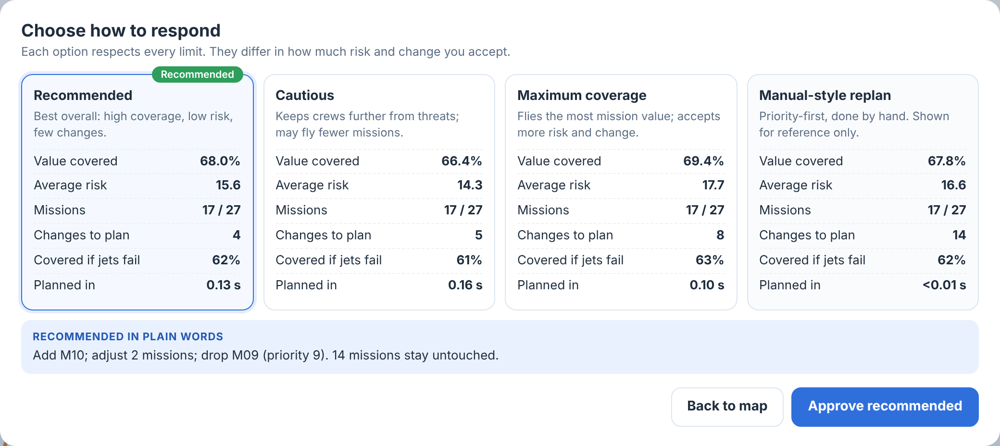 Choose how to respond
Each option respects every limit. They differ in how much risk and change you accept.
Recommended
Recommended
Best overall: high coverage, low risk,
few changes.
Value covered 68.0%
Average risk 15.6
Missions 17 / 27
Changes to plan 4
Covered if jets fail 62%
Planned in 0.13 s
Cautious
Keeps crews further from threats;
may fly fewer missions.
Value covered 66.4%
Average risk 14.3
Missions 17 / 27
Changes to plan 5
Covered if jets fail 61%
Planned in 0.16 s
Maximum coverage
Flies the most mission value; accepts
more risk and change.
Value covered 69.4%
Average risk 17.7
Missions 17 / 27
Changes to plan 8
Covered if jets fail 63%
Planned in 0.10 s
Manual-style replan
Priority-first, done by hand. Shown
for reference only.
Value covered 67.8%
Average risk 16.6
Missions 17 / 27
Changes to plan 14
Covered if jets fail 62%
Planned in <0.01 s
RECOMMENDED IN PLAIN WORDS
Add M10; adjust 2 missions; drop M09 (priority 9). 14 missions stay untouched.
Back to map
Approve recommended